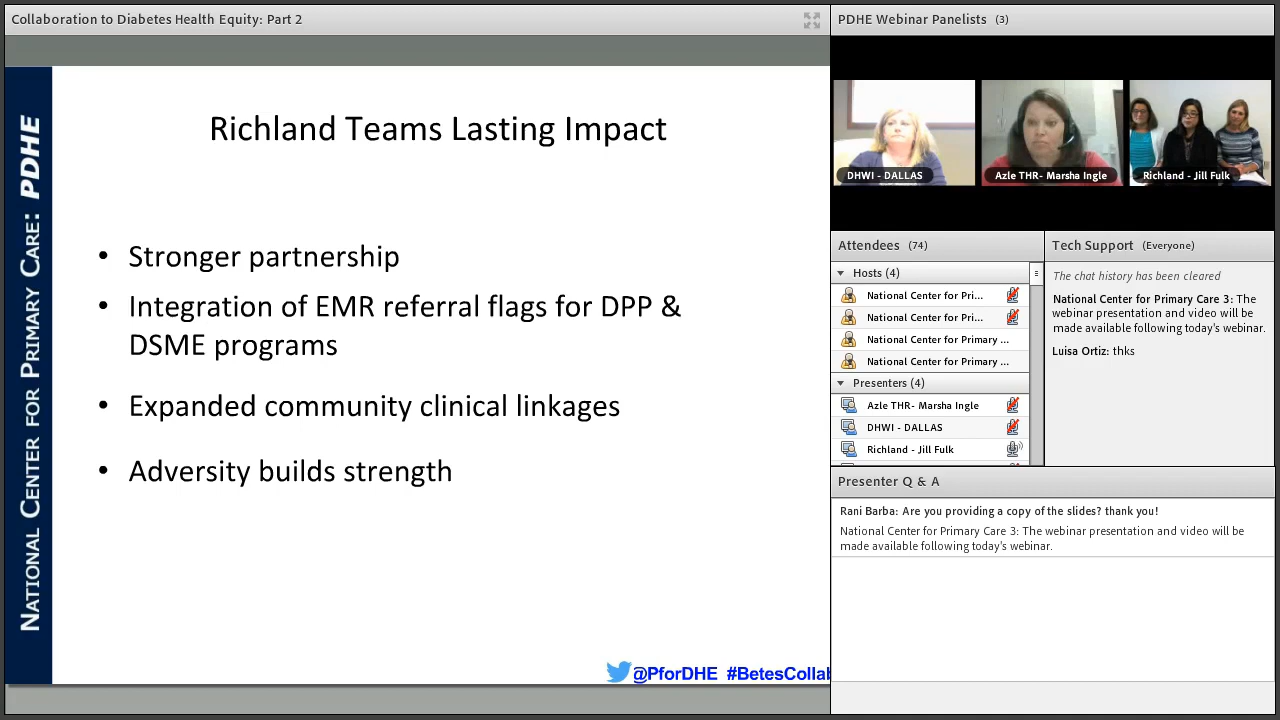 Collaboration to Diabetes Health Equity: Part 2
NATIONAL CENTER FOR PRIMARY CARE: PDHE
Richland Teams Lasting Impact
• Stronger partnership
• Integration of EMR referral flags for DPP &
DSME programs
• Expanded community clinical linkages
• Adversity builds strength
@PforDHE #BetesCollab
PDHE Webinar Panelists (3)
DHWI - DALLAS
Azle THR- Marsha Ingle
Richland - Jill Fulk
Attendees (74)
Hosts (4)
National Center for Pri...
National Center for Pri...
National Center for Primary ...
National Center for Primary ...
Presenters (4)
Azle THR- Marsha Ingle
DHWI - DALLAS
Richland - Jill Fulk
Tech Support (Everyone)
The chat history has been cleared
National Center for Primary Care 3: The
webinar presentation and video will be
made available following today's webinar.
Luisa Ortiz: thks
Presenter Q & A
Rani Barba: Are you providing a copy of the slides? thank you!
National Center for Primary Care 3: The webinar presentation and video will be
made available following today's webinar.